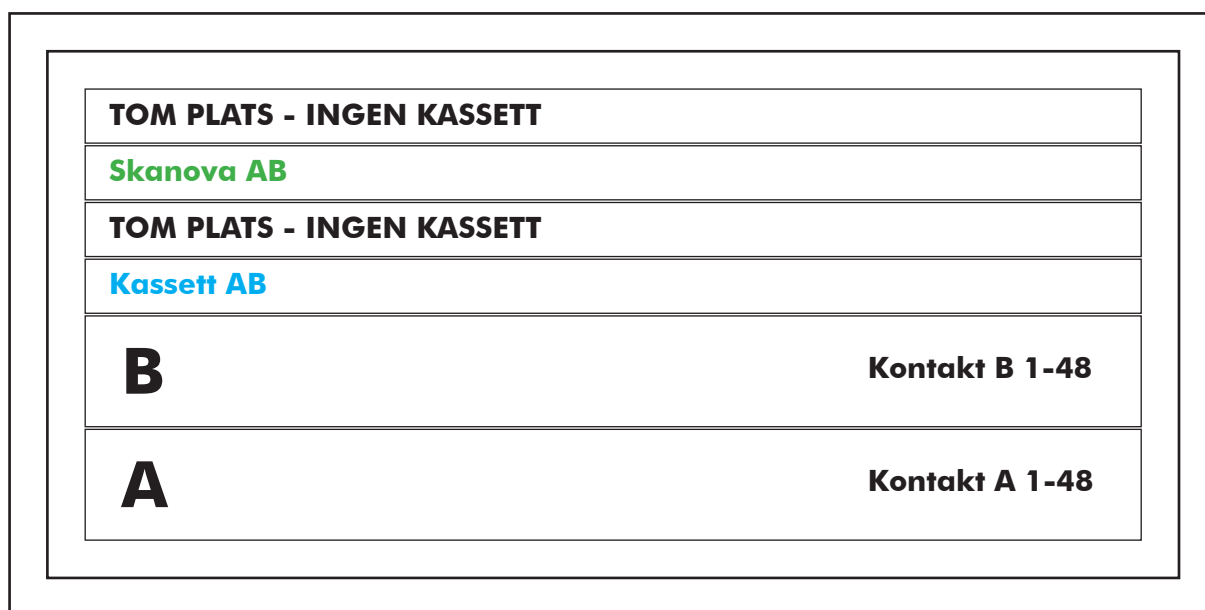 TOM PLATS - INGEN KASSETT
Skanova AB
TOM PLATS - INGEN KASSETT
Kassett AB
B Kontakt B 1-48
A Kontakt A 1-48